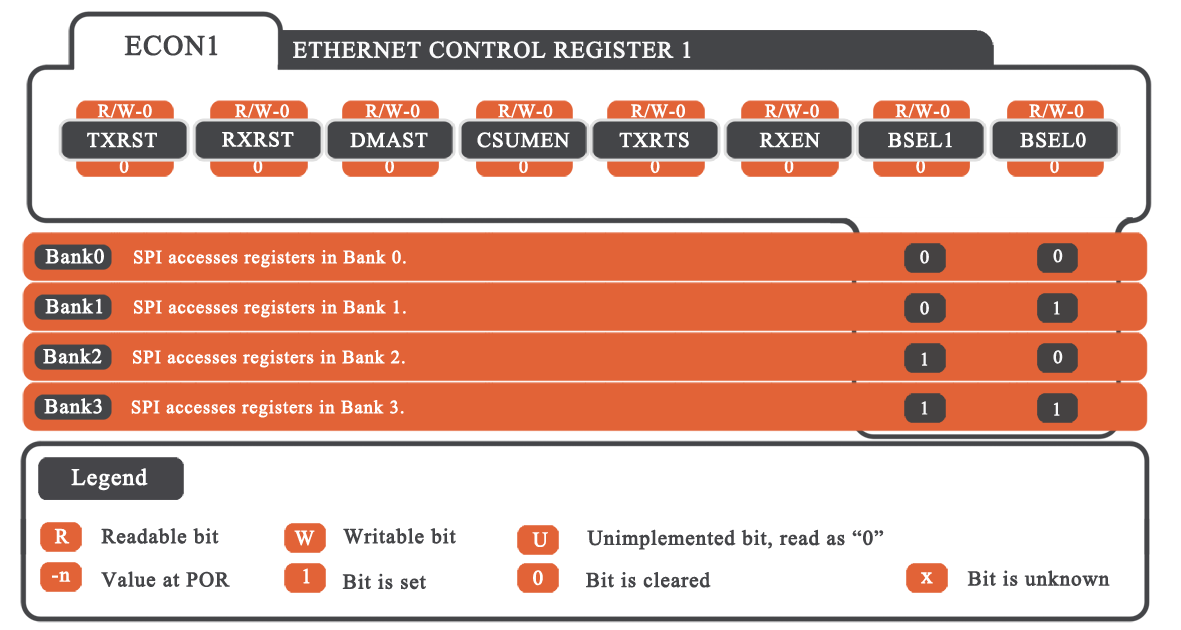 ECON1
ETHERNET CONTROL REGISTER 1
R/W-0 R/W-0 R/W-0 R/W-0 R/W-0 R/W-0 R/W-0 R/W-0
TXRST RXRST DMAST CSUMEN TXRTS RXEN BSEL1 BSEL0
0 0 0 0 0 0 0 0
Bank0 SPI accesses registers in Bank 0. 0 0
Bank1 SPI accesses registers in Bank 1. 0 1
Bank2 SPI accesses registers in Bank 2. 1 0
Bank3 SPI accesses registers in Bank 3. 1 1
Legend
R Readable bit W Writable bit U Unimplemented bit, read as “0”
-n Value at POR 1 Bit is set 0 Bit is cleared x Bit is unknown